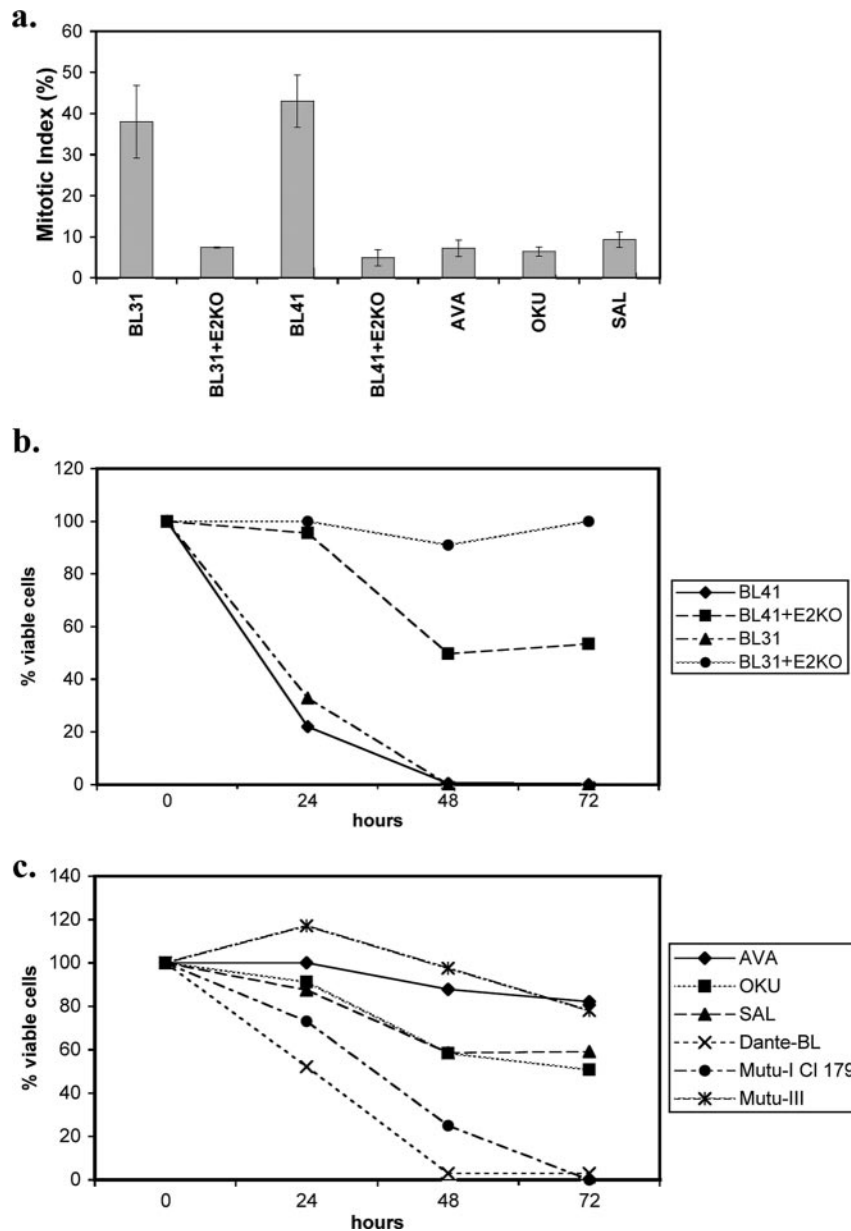 a.
60
50
40
30
20
10
0
Mitotic Index (%)
BL31
BL31+E2KO
BL41
BL41+E2KO
AVA
OKU
SAL
b.
120
100
80
60
40
20
0
% viable cells
0 24 48 72
hours
BL41
BL41+E2KO
BL31
BL31+E2KO
c.
140
120
100
80
60
40
20
0
% viable cells
0 24 48 72
hours
AVA
OKU
SAL
Dante-BL
Mutu-I Cl 179
Mutu-III